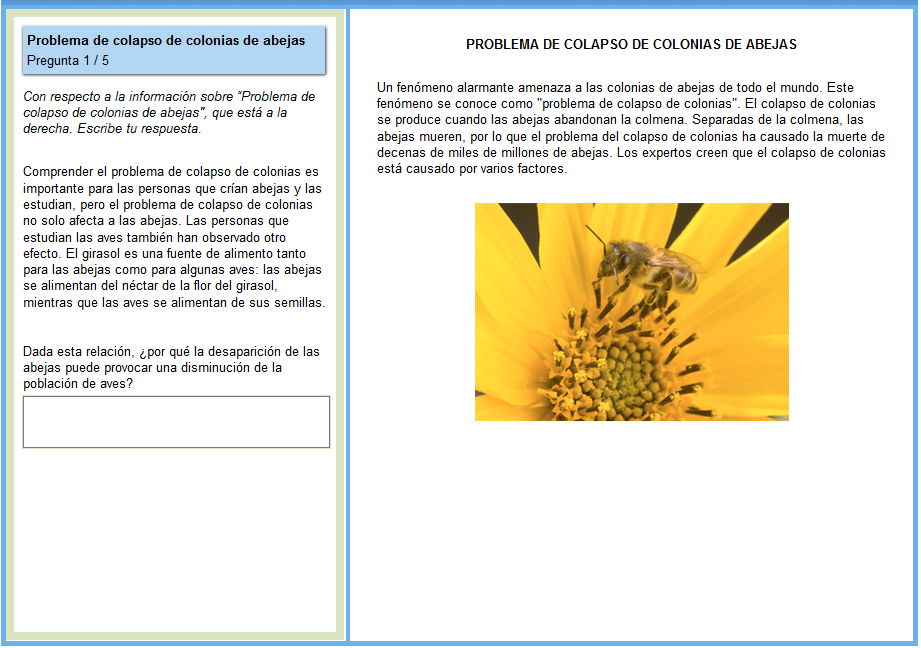 Problema de colapso de colonias de abejas
Pregunta 1 / 5
Con respecto a la información sobre “Problema de
colapso de colonias de abejas", que está a la
derecha. Escribe tu respuesta.
Comprender el problema de colapso de colonias es
importante para las personas que crían abejas y las
estudian, pero el problema de colapso de colonias
no solo afecta a las abejas. Las personas que
estudian las aves también han observado otro
efecto. El girasol es una fuente de alimento tanto
para las abejas como para algunas aves: las abejas
se alimentan del néctar de la flor del girasol,
mientras que las aves se alimentan de sus semillas.
Dada esta relación, ¿por qué la desaparición de las
abejas puede provocar una disminución de la
población de aves?
PROBLEMA DE COLAPSO DE COLONIAS DE ABEJAS
Un fenómeno alarmante amenaza a las colonias de abejas de todo el mundo. Este
fenómeno se conoce como "problema de colapso de colonias". El colapso de colonias
se produce cuando las abejas abandonan la colmena. Separadas de la colmena, las
abejas mueren, por lo que el problema del colapso de colonias ha causado la muerte de
decenas de miles de millones de abejas. Los expertos creen que el colapso de colonias
está causado por varios factores.